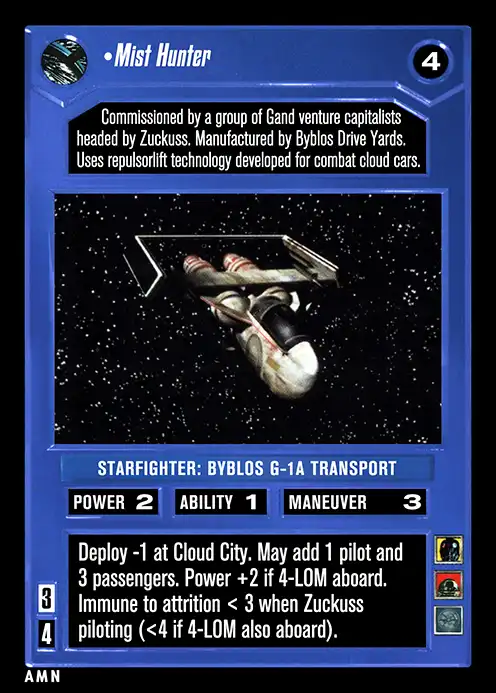 •Mist Hunter
4
Commissioned by a group of Gand venture capitalists
headed by Zuckuss. Manufactured by Byblos Drive Yards.
Uses repulsorlift technology developed for combat cloud cars.
STARFIGHTER: BYBLOS G-1A TRANSPORT
POWER 2 ABILITY 1 MANEUVER 3
Deploy -1 at Cloud City. May add 1 pilot and
3 passengers. Power +2 if 4-LOM aboard.
Immune to attrition < 3 when Zuckuss
piloting (<4 if 4-LOM also aboard).
3
4
AMN